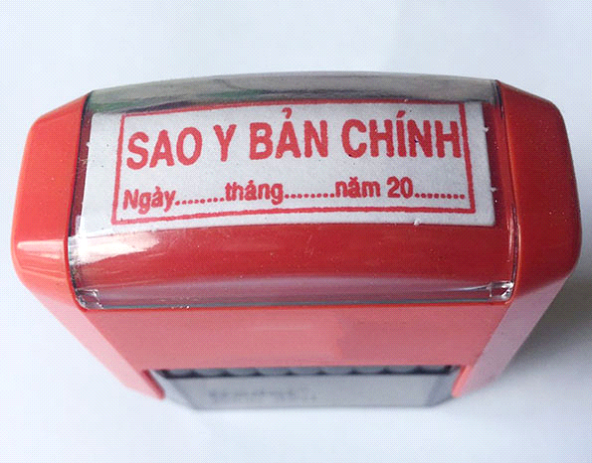 SAO Y BẢN CHÍNH
Ngày........tháng........năm 20........